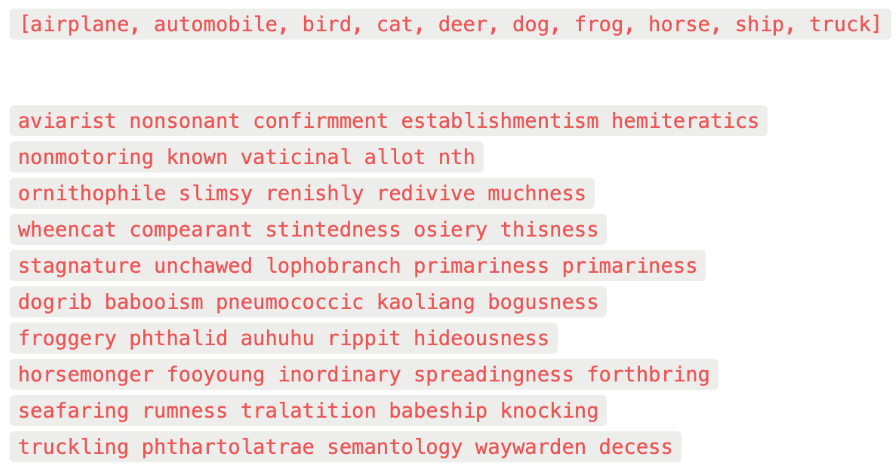 [airplane, automobile, bird, cat, deer, dog, frog, horse, ship, truck]
aviarist nonsonant confirmment establishmentism hemiteratics
nonmotoring known vaticinal allot nth
ornithophile slimsy renishly redivive muchness
wheencat compearant stintedness osiery thisness
stagnature unchawed lophobranch primariness primariness
dogrib babooism pneumococcic kaoliang bogusness
froggery phthalid auhuhu rippit hideousness
horsemonger fooyoung inordinary spreadingness forthbring
seafaring rumness tralatition babeship knocking
truckling phthartolatrae semantology waywarden decess